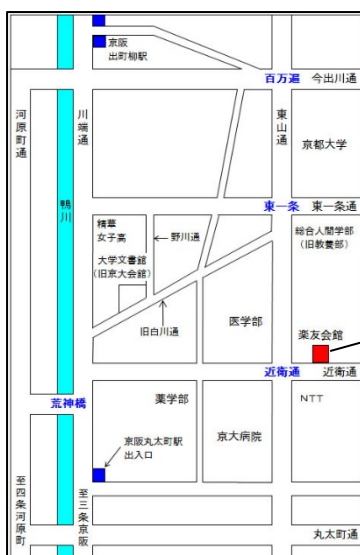 京阪
出町柳駅
百万遍
今出川通
河原町通
川端通
東山通
京都大学
鴨川
東一条
東一条通
精華
女子高
野川通
総合人間学部
(旧教養部)
大学文書館
(旧京大会館)
旧白川通
医学部
楽友会館
近衛通
近衛通
荒神橋
薬学部
NTT
京阪丸太町駅
出入口
京大病院
至四条河原町
至三条京阪
丸太町通